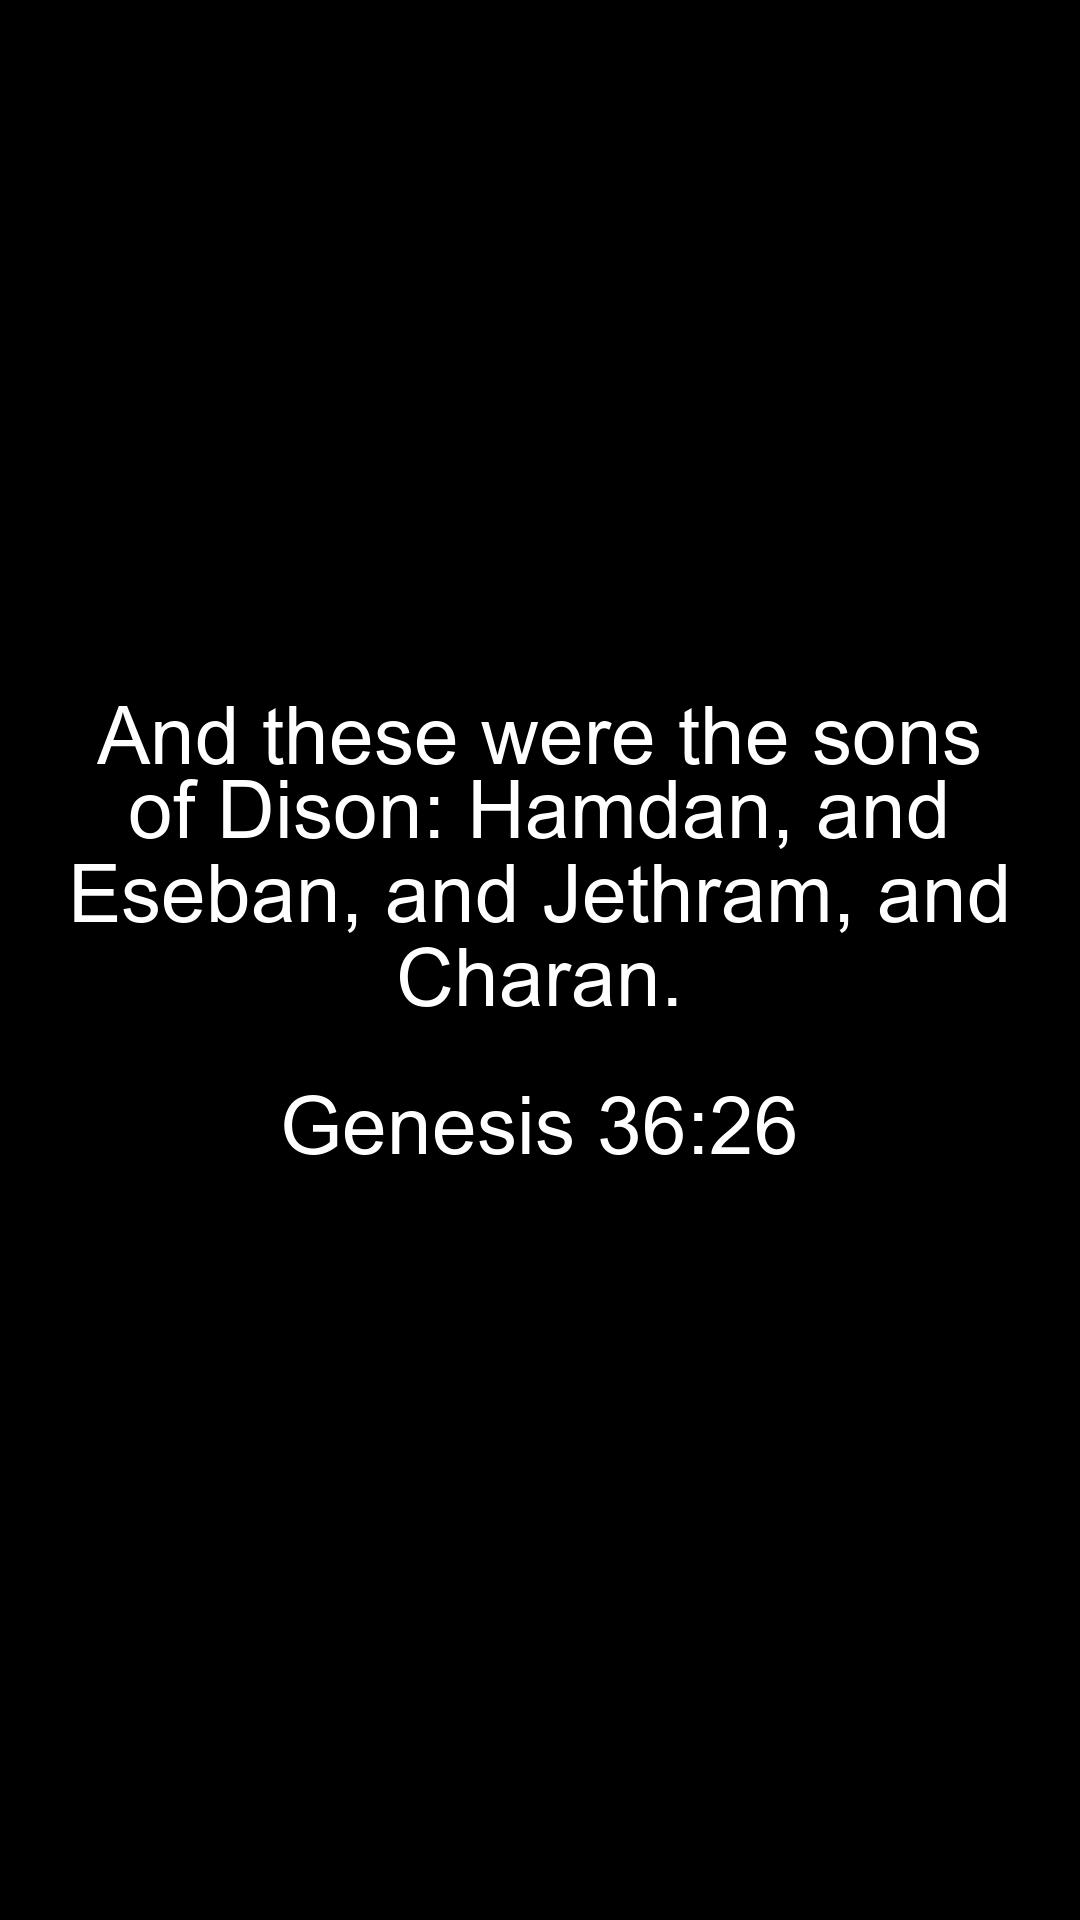 And these were the sons
of Dison: Hamdan, and
Eseban, and Jethram, and
Charan.
Genesis 36:26